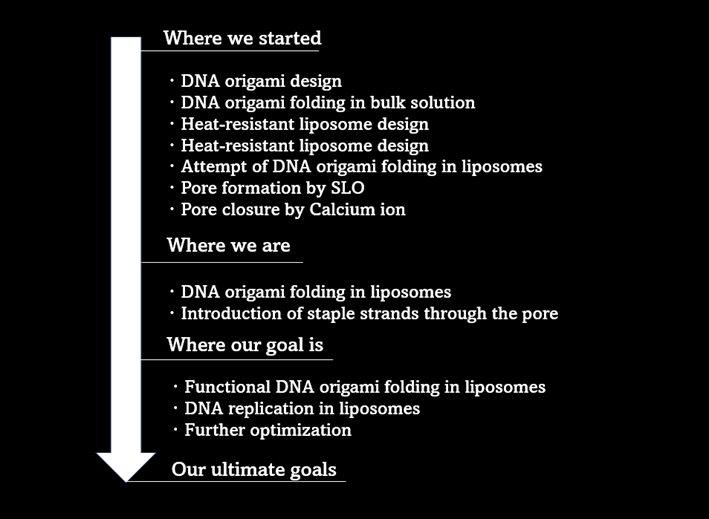 Where we started
・DNA origami design
・DNA origami folding in bulk solution
・Heat-resistant liposome design
・Heat-resistant liposome design
・Attempt of DNA origami folding in liposomes
・Pore formation by SLO
・Pore closure by Calcium ion
Where we are
・DNA origami folding in liposomes
・Introduction of staple strands through the pore
Where our goal is
・Functional DNA origami folding in liposomes
・DNA replication in liposomes
・Further optimization
Our ultimate goals